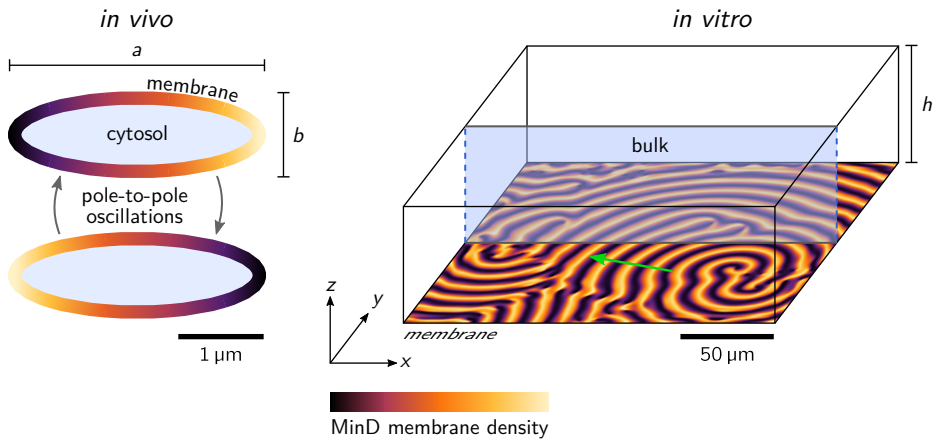 in vivo
a
membrane
cytosol
b
pole-to-pole
oscillations
1 μm
in vitro
h
bulk
z
y
x
membrane
50 μm
MinD membrane density